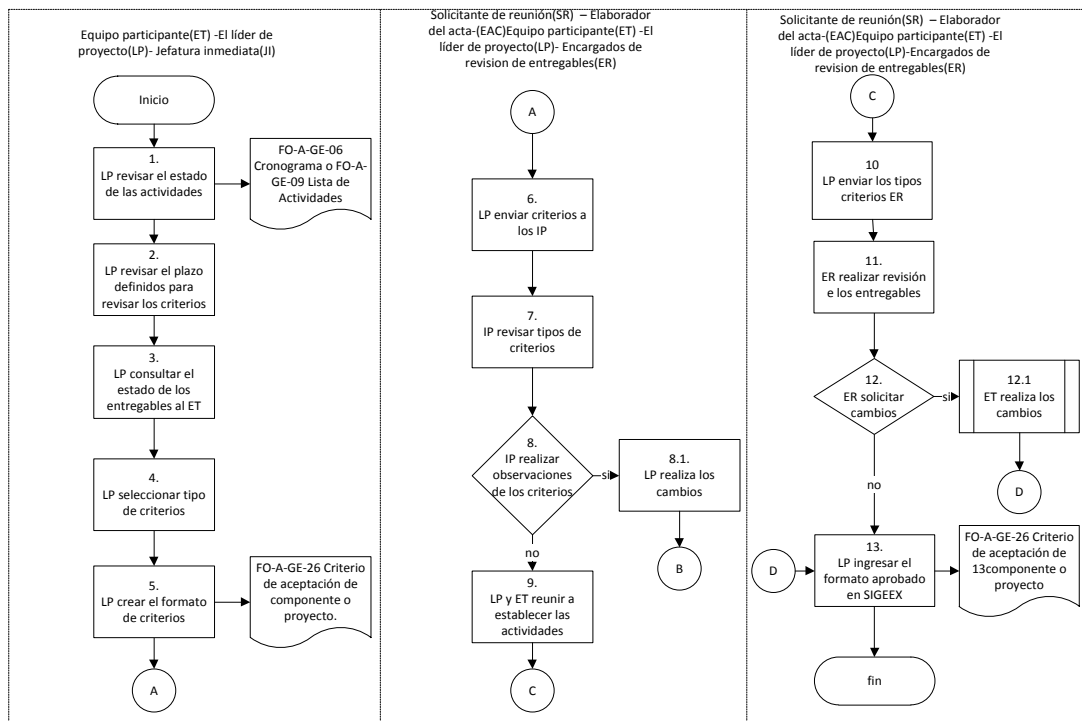 Equipo participante(ET) -El líder de
proyecto(LP)- Jefatura inmediata(JI)
Inicio
1.
LP revisar el estado
de las actividades
FO-A-GE-06
Cronograma o FO-A-
GE-09 Lista de
Actividades
2.
LP revisar el plazo
definidos para
revisar los criterios
3.
LP consultar el
estado de los
entregables al ET
4.
LP seleccionar tipo
de criterios
5.
LP crear el formato
de criterios
FO-A-GE-26 Criterio
de aceptación de
componente o
proyecto.
A
Solicitante de reunión(SR) – Elaborador
del acta-(EAC)Equipo participante(ET) -El
líder de proyecto(LP)- Encargados de
revision de entregables(ER)
A
6.
LP enviar criterios a
los IP
7.
IP revisar tipos de
criterios
8.
IP realizar
observaciones
de los criterios
si
8.1.
LP realiza los
cambios
B
no
9.
LP y ET reunir a
establecer las
actividades
C
Solicitante de reunión(SR) – Elaborador
del acta-(EAC)Equipo participante(ET) -El
líder de proyecto(LP)-Encargados de
revision de entregables(ER)
C
10
LP enviar los tipos
criterios ER
11.
ER realizar revisión
e los entregables
12.
ER solicitar
cambios
si
12.1
ET realiza los
cambios
D
no
D
13.
LP ingresar el
formato aprobado
en SIGEEX
FO-A-GE-26 Criterio
de aceptación de
13componente o
proyecto
fin